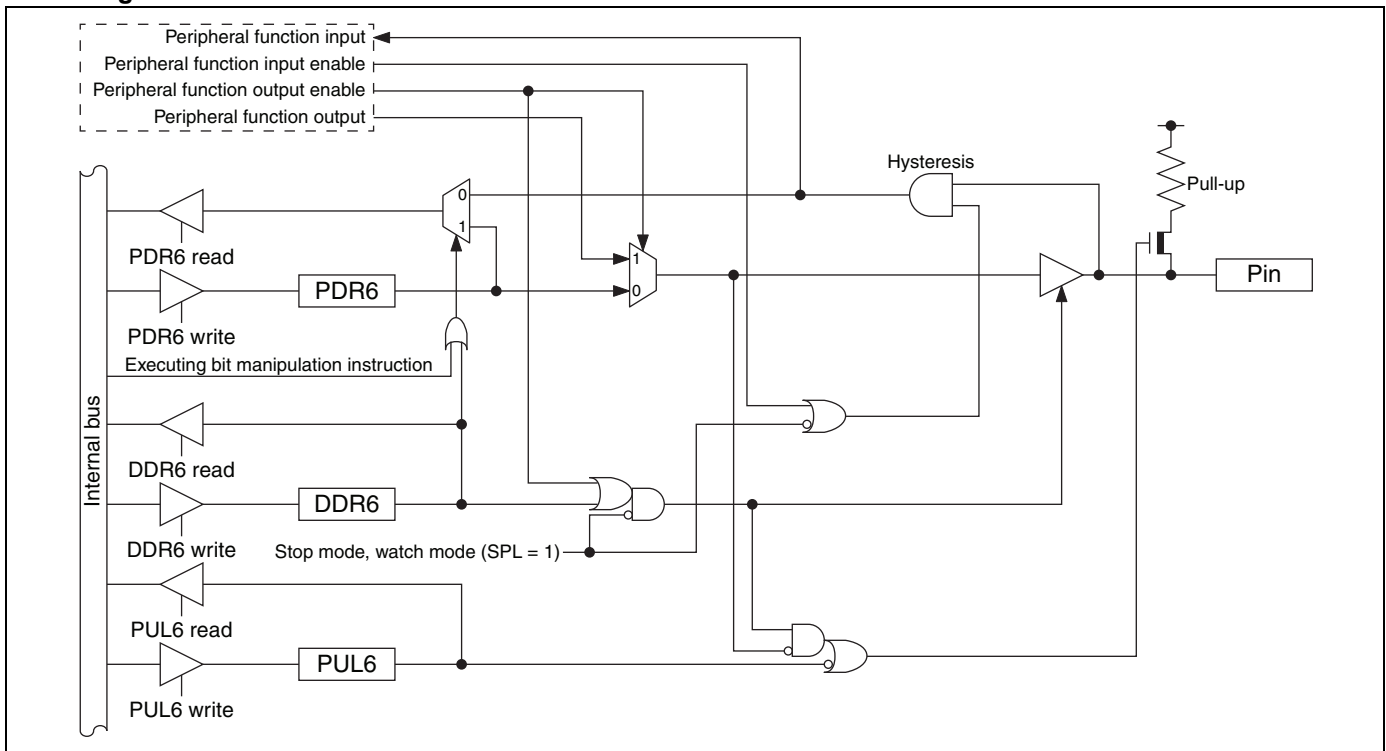 Peripheral function input
Peripheral function input enable
Peripheral function output enable
Peripheral function output
Hysteresis
Pull-up
0
1
PDR6 read
1
0
Pin
PDR6
PDR6 write
Executing bit manipulation instruction
Internal bus
DDR6 read
DDR6
DDR6 write
Stop mode, watch mode (SPL = 1)
PUL6 read
PUL6
PUL6 write